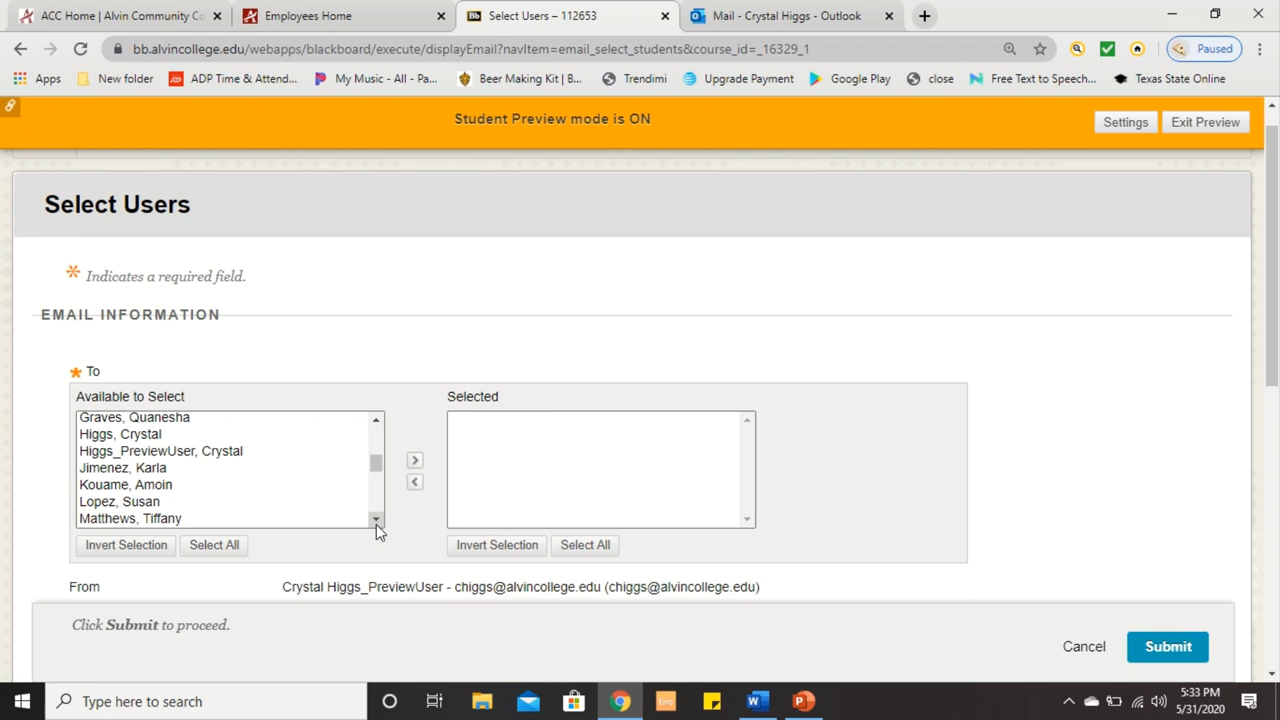 ACC Home | Alvin Community Co
Employees Home
Select Users – 112653
Mail - Crystal Higgs - Outlook
bb.alvincollege.edu/webapps/blackboard/execute/displayEmail?navItem=email_select_students&course_id=_16329_1
Paused
Apps
New folder
ADP Time & Attend...
My Music - All - Pa...
Beer Making Kit | B...
Trendimi
Upgrade Payment
Google Play
close
Free Text to Speech...
Texas State Online
Student Preview mode is ON
Settings
Exit Preview
Select Users
* Indicates a required field.
EMAIL INFORMATION
* To
Available to Select
Selected
Graves, Quanesha
Higgs, Crystal
Higgs_PreviewUser, Crystal
Jimenez, Karla
Kouame, Amoin
Lopez, Susan
Matthews, Tiffany
Invert Selection
Select All
Invert Selection
Select All
From
Crystal Higgs_PreviewUser - chiggs@alvincollege.edu (chiggs@alvincollege.edu)
Click Submit to proceed.
Cancel
Submit
Type here to search
5:33 PM
5/31/2020